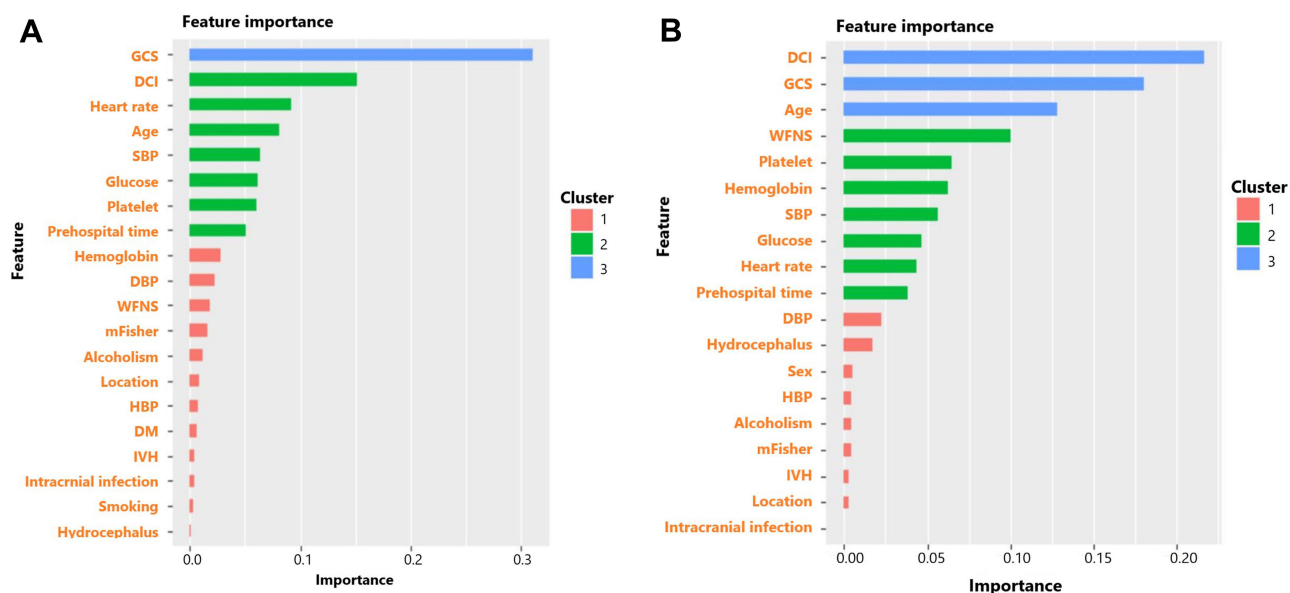 A
Feature importance
GCS
DCI
Heart rate
Age
SBP
Glucose
Platelet
Prehospital time
Hemoglobin
DBP
WFNS
mFisher
Alcoholism
Location
HBP
DM
IVH
Intracrnial infection
Smoking
Hydrocephalus
Feature
0.0 0.1 0.2 0.3
Importance
Cluster
1
2
3
B
Feature importance
DCI
GCS
Age
WFNS
Platelet
Hemoglobin
SBP
Glucose
Heart rate
Prehospital time
DBP
Hydrocephalus
Sex
HBP
Alcoholism
mFisher
IVH
Location
Intracranial infection
Feature
0.00 0.05 0.10 0.15 0.20
Importance
Cluster
1
2
3